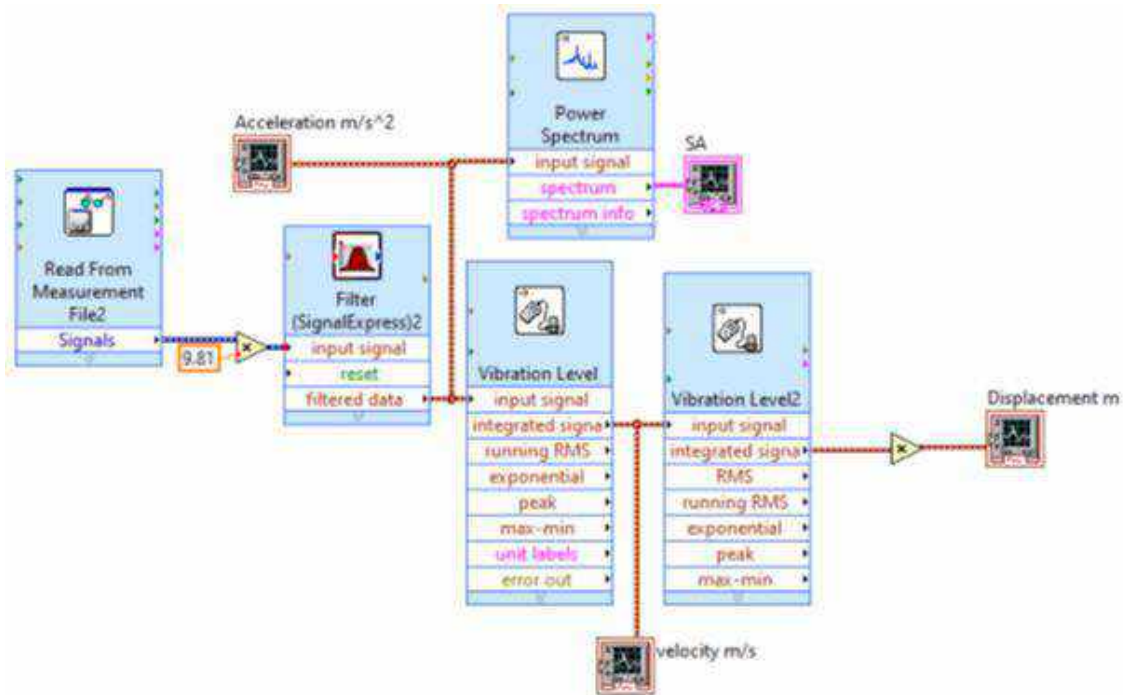 Acceleration m/s^2
Power
Spectrum
input signal
spectrum
spectrum info
SA
Read From
Measurement
File2
Signals
9.81
Filter
(SignalExpress)2
input signal
reset
filtered data
Vibration Level
input signal
integrated signa
running RMS
exponential
peak
max-min
unit labels
error out
Vibration Level2
input signal
integrated signa
RMS
running RMS
exponential
peak
max-min
Displacement m
velocity m/s